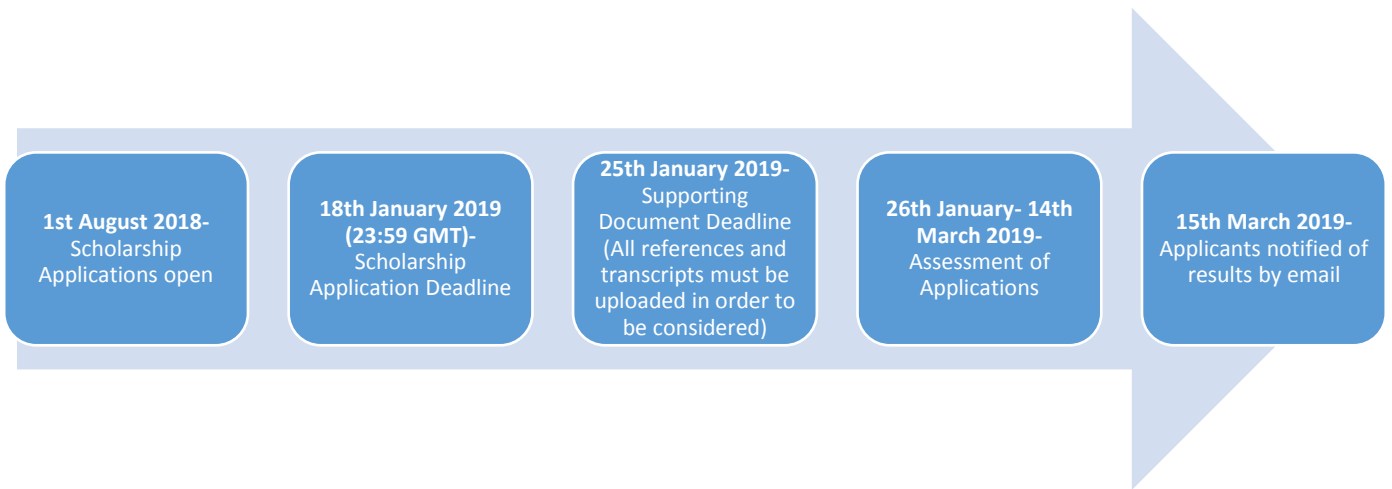 1st August 2018-
Scholarship
Applications open
18th January 2019
(23:59 GMT)-
Scholarship
Application Deadline
25th January 2019-
Supporting
Document Deadline
(All references and
transcripts must be
uploaded in order to
be considered)
26th January- 14th
March 2019-
Assessment of
Applications
15th March 2019-
Applicants notified of
results by email